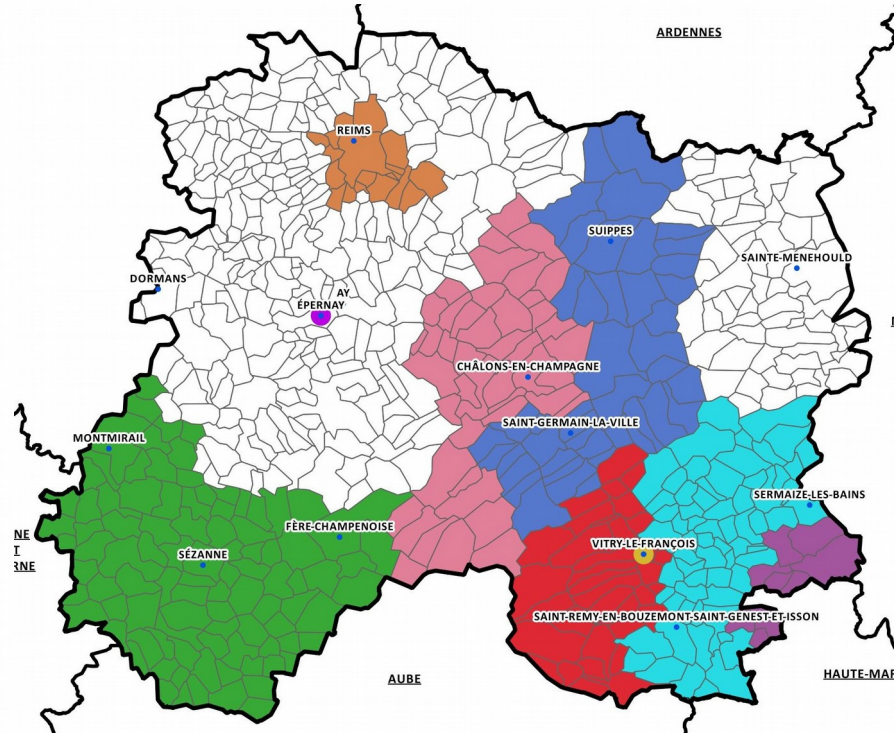 ARDENNES
REIMS
SUIPPES
SAINTE-MENEHOULD
DORMANS
AY
ÉPERNAY
CHÂLONS-EN-CHAMPAGNE
SAINT-GERMAIN-LA-VILLE
MONTMIRAIL
SERMAIZE-LES-BAINS
FÈRE-CHAMPENOISE
NE
T
RNE
VITRY-LE-FRANÇOIS
SÉZANNE
SAINT-REMY-EN-BOUZEMONT-SAINT-GENEST-ET-ISSON
AUBE
HAUTE-MAR